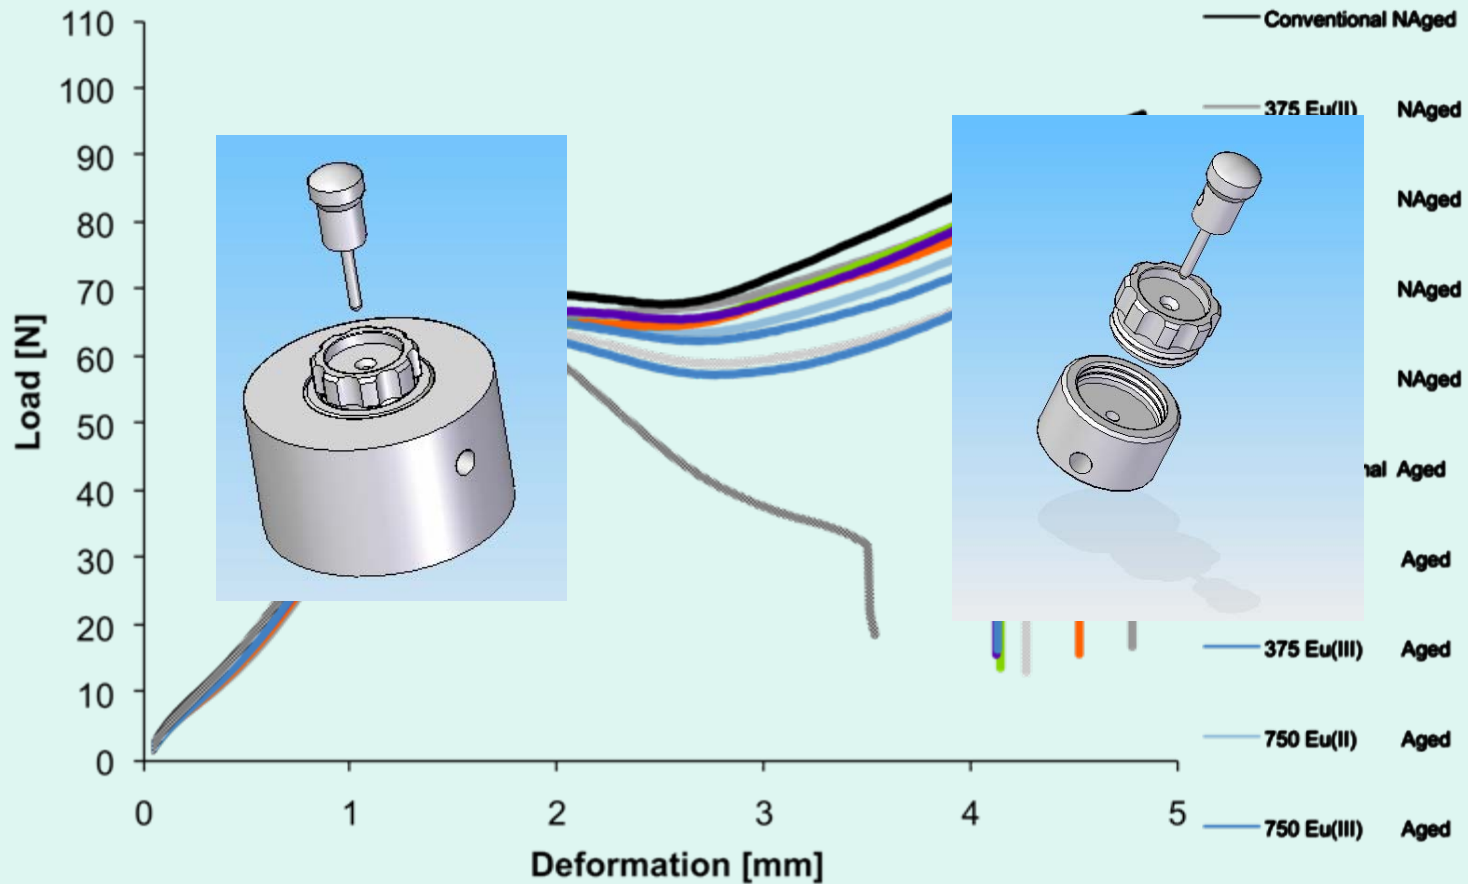 110
100
90
80
70
60
50
40
30
20
10
0
Load [N]
0 1 2 3 4 5
Deformation [mm]
Conventional NAged
375 Eu(II) NAged
NAged
NAged
NAged
Aged
Aged
375 Eu(III) Aged
750 Eu(II) Aged
750 Eu(III) Aged